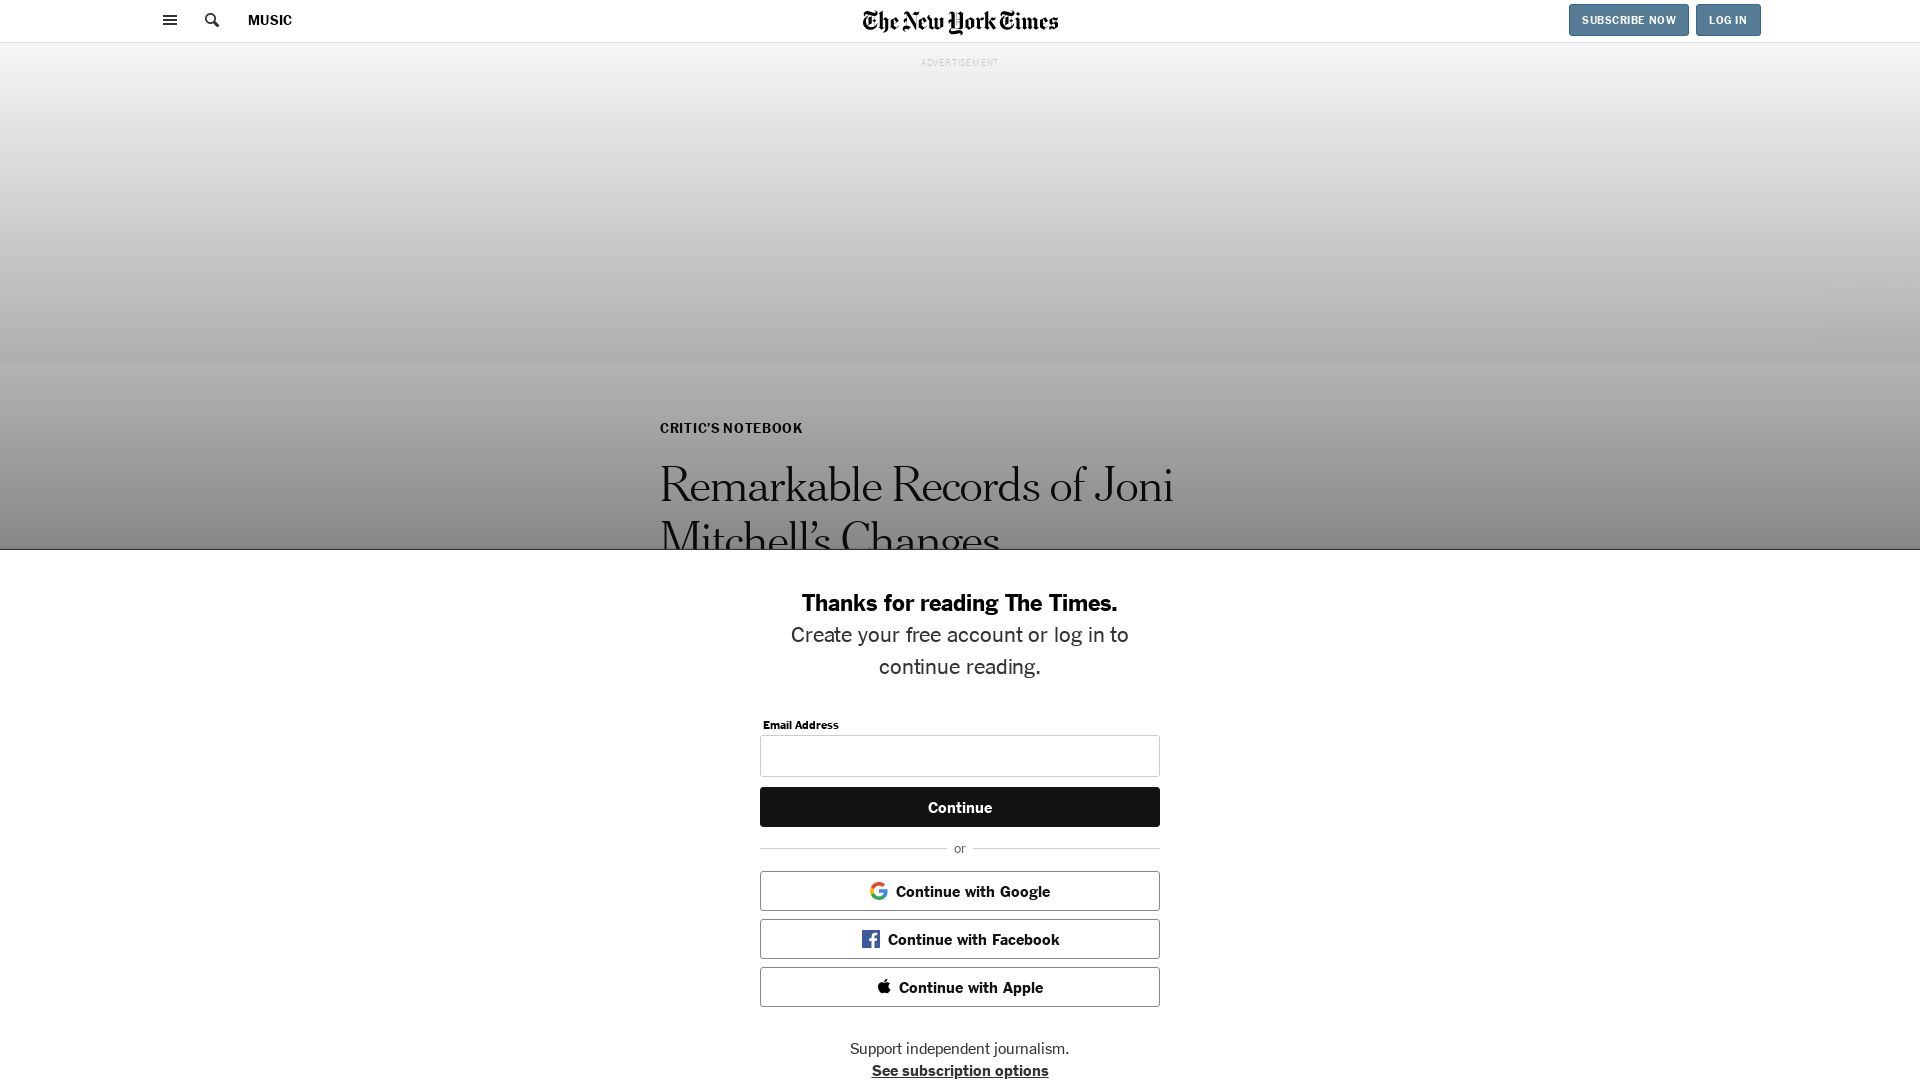 MUSIC
The New York Times
SUBSCRIBE NOW
LOG IN
ADVERTISEMENT
CRITIC’S NOTEBOOK
Remarkable Records of Joni
Mitchell’s Changes
Thanks for reading The Times.
Create your free account or log in to
continue reading.
Email Address
Continue
or
Continue with Google
Continue with Facebook
Continue with Apple
Support independent journalism.
See subscription options